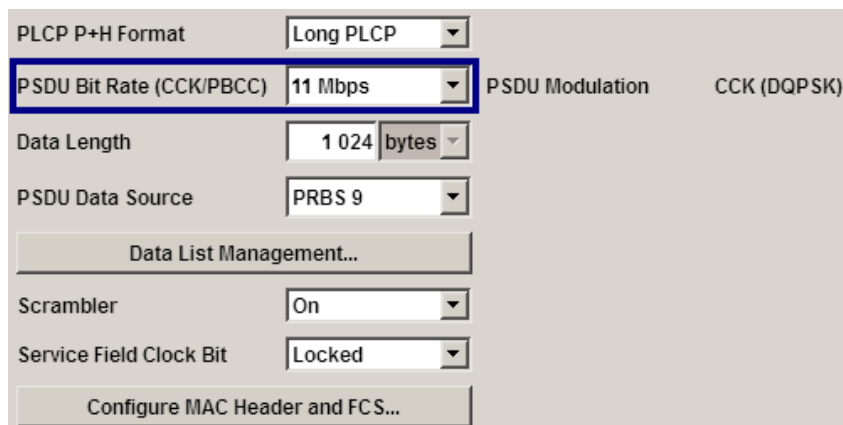 PLCP P+H Format Long PLCP
PSDU Bit Rate (CCK/PBCC) 11 Mbps PSDU Modulation CCK (DQPSK)
Data Length 1 024 bytes
PSDU Data Source PRBS 9
Data List Management...
Scrambler On
Service Field Clock Bit Locked
Configure MAC Header and FCS...